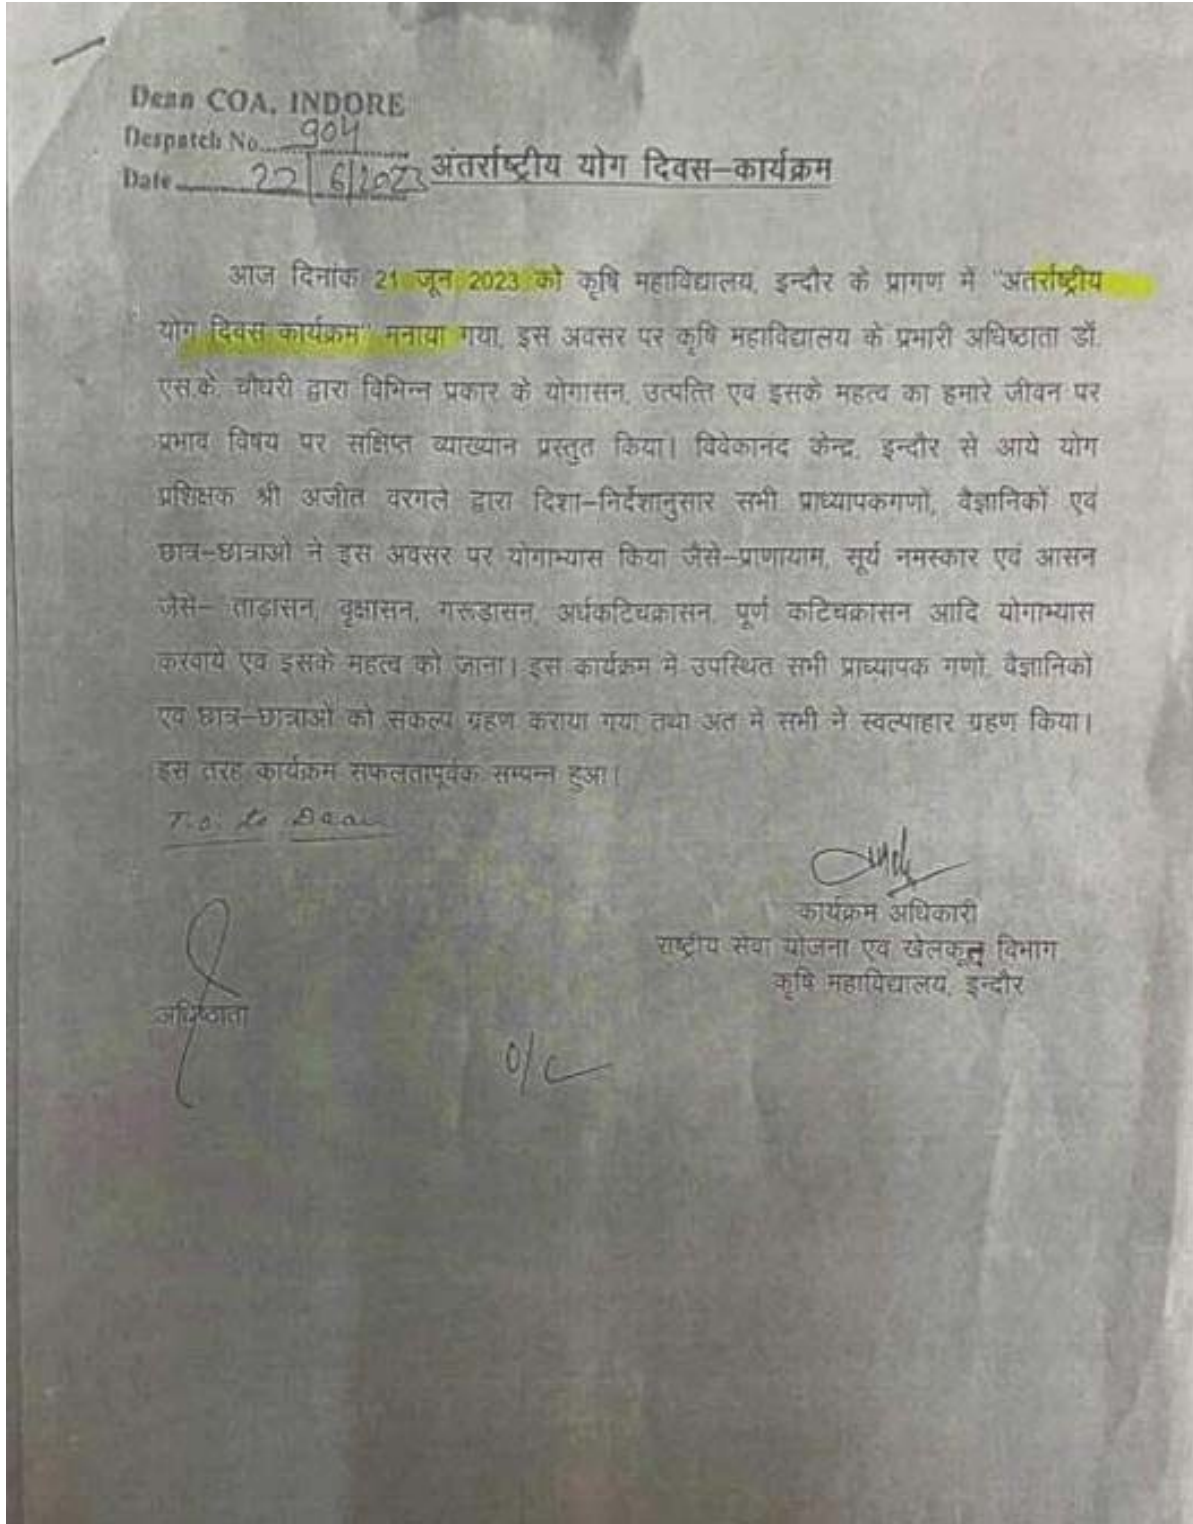 Dean COA, INDORE
Despatch No. 904
Date 22/6/2023
अंतर्राष्ट्रीय योग दिवस–कार्यक्रम
आज दिनांक 21 जून 2023 को कृषि महाविद्यालय, इन्दौर के प्रागण में "अंतर्राष्ट्रीय
योग दिवस कार्यक्रम" मनाया गया, इस अवसर पर कृषि महाविद्यालय के प्रभारी अधिष्ठाता डॉ.
एस.के. चौधरी द्वारा विभिन्न प्रकार के योगासन, उत्पत्ति एवं इसके महत्व का हमारे जीवन पर
प्रभाव विषय पर सक्षिप्त व्याख्यान प्रस्तुत किया। विवेकानंद केन्द्र, इन्दौर से आये योग
प्रशिक्षक श्री अजीत वरगले द्वारा दिशा–निर्देशानुसार सभी प्राध्यापकगणों, वैज्ञानिकों एवं
छात्र–छात्राओं ने इस अवसर पर योगाभ्यास किया जैसे–प्राणायाम, सूर्य नमस्कार एवं आसन
जैसे– ताड़ासन, वृक्षासन, गरूडासन, अर्धकटिचक्रासन, पूर्ण कटिचक्रासन आदि योगाभ्यास
करवाये एवं इसके महत्व को जाना। इस कार्यक्रम में उपस्थित सभी प्राध्यापक गणों, वैज्ञानिकों
एवं छात्र–छात्राओं को संकल्प ग्रहण कराया गया तथा अंत में सभी ने स्वल्पाहार ग्रहण किया।
इस तरह कार्यक्रम सफलतापूर्वक सम्पन्न हुआ।
कार्यक्रम अधिकारी
राष्ट्रीय सेवा योजना एवं खेलकूद विभाग
कृषि महाविद्यालय, इन्दौर
अधिष्ठाता
O/C